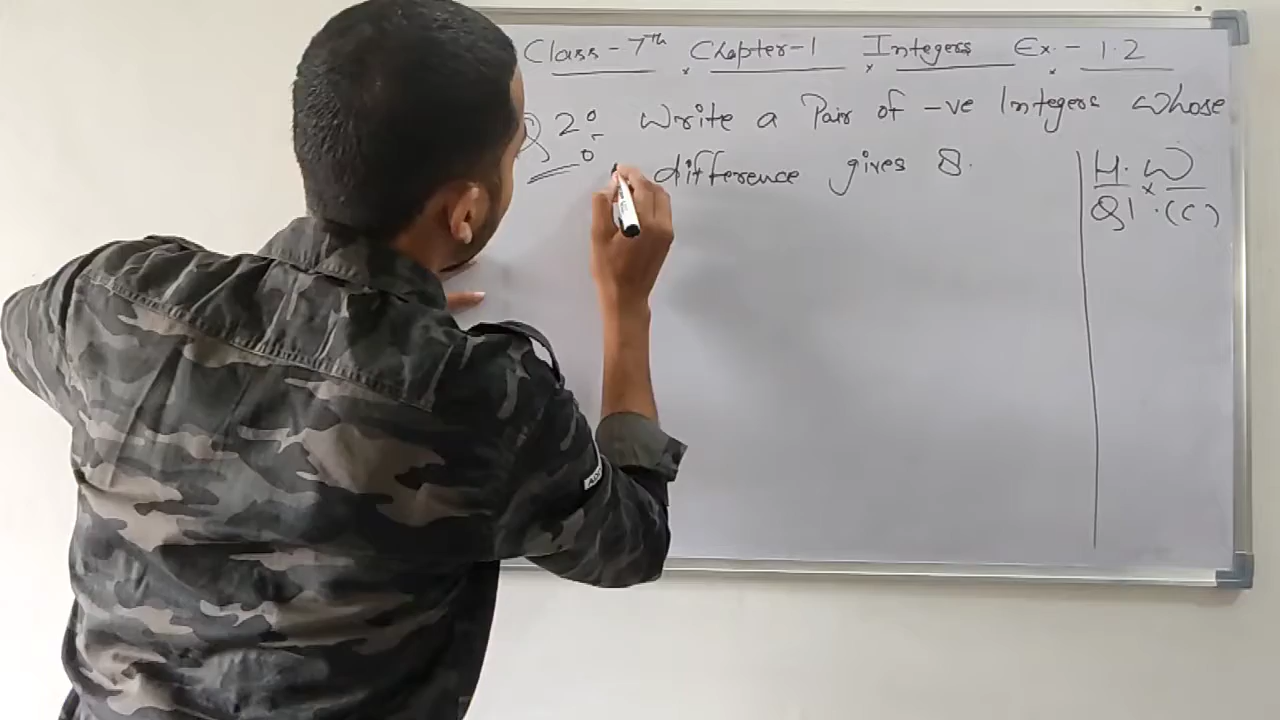 Class - 7th Chapter-1 Integers Ex. - 1.2
Q 2 Write a Pair of -ve Integers whose
difference gives 8.
H.W
Q1.(c)